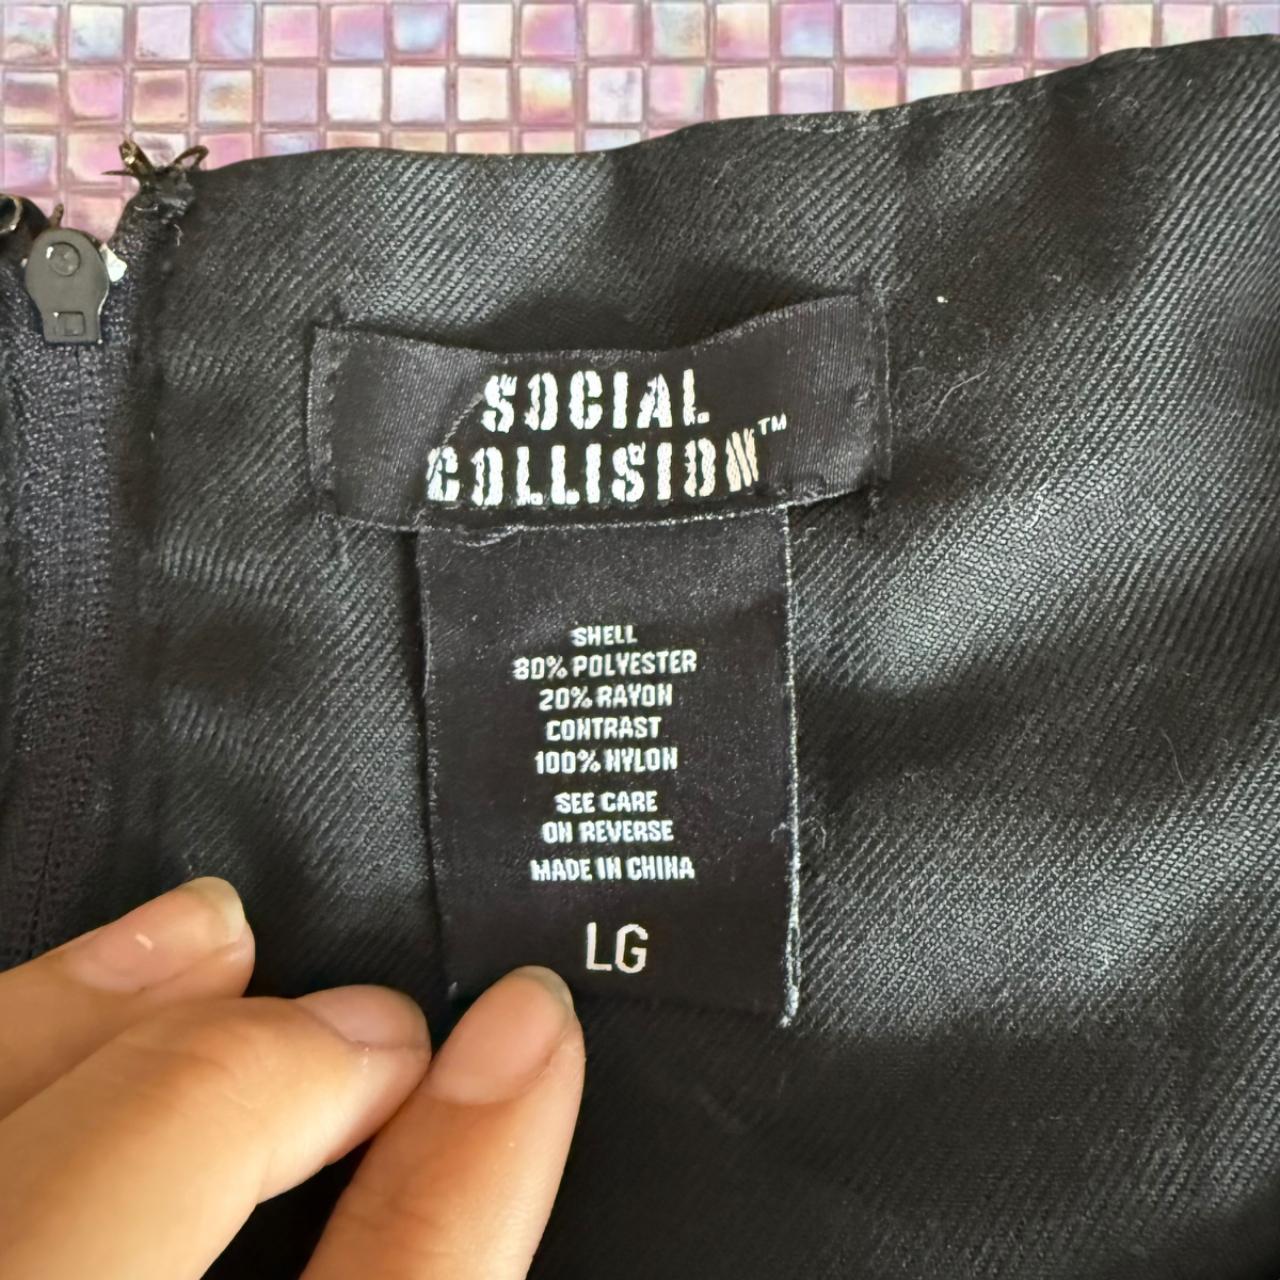 SOCIAL
COLLISION™
SHELL
80% POLYESTER
20% RAYON
CONTRAST
100% NYLON
SEE CARE
ON REVERSE
MADE IN CHINA
LG